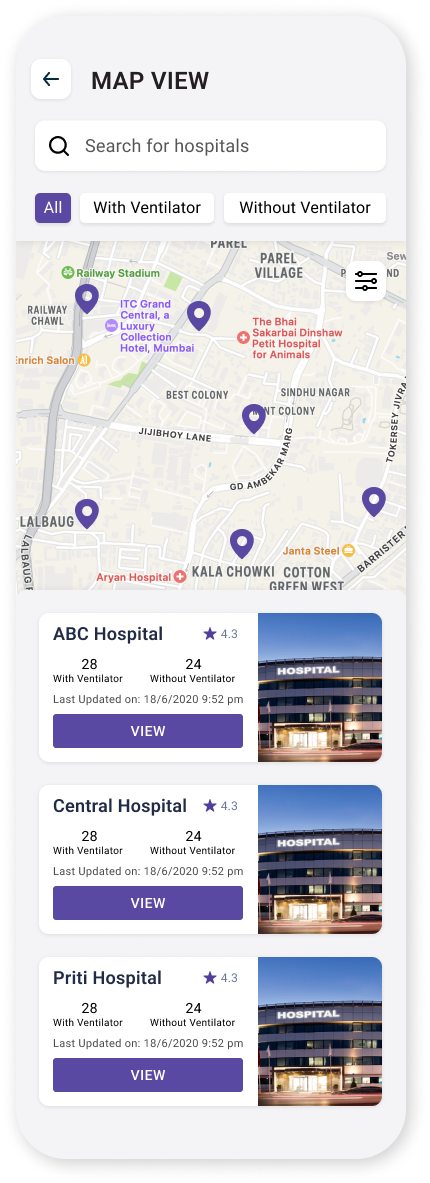 MAP VIEW
Search for hospitals
All
With Ventilator
Without Ventilator
PAREL
PAREL
VILLAGE
Sew
Railway Stadium
RAILWAY
CHAWL
ITC Grand
Central, a
Luxury
Collection
Hotel, Mumbai
The Bhai
Sakarbai Dinshaw
Petit Hospital
for Animals
Enrich Salon
BEST COLONY
SINDHU NAGAR
MINT COLONY
JIJIBHOY LANE
TOKERSEY JIVRA
GD AMBEKAR MARG
LALBAUG
LALBAUG
Janta Steel
BARRISTER
Aryan Hospital
KALA CHOWKI
COTTON
GREEN WEST
ABC Hospital
4.3
28
24
With Ventilator
Without Ventilator
Last Updated on: 18/6/2020 9:52 pm
VIEW
HOSPITAL
Central Hospital
4.3
28
24
With Ventilator
Without Ventilator
Last Updated on: 18/6/2020 9:52 pm
VIEW
HOSPITAL
Priti Hospital
4.3
28
24
With Ventilator
Without Ventilator
Last Updated on: 18/6/2020 9:52 pm
VIEW
HOSPITAL